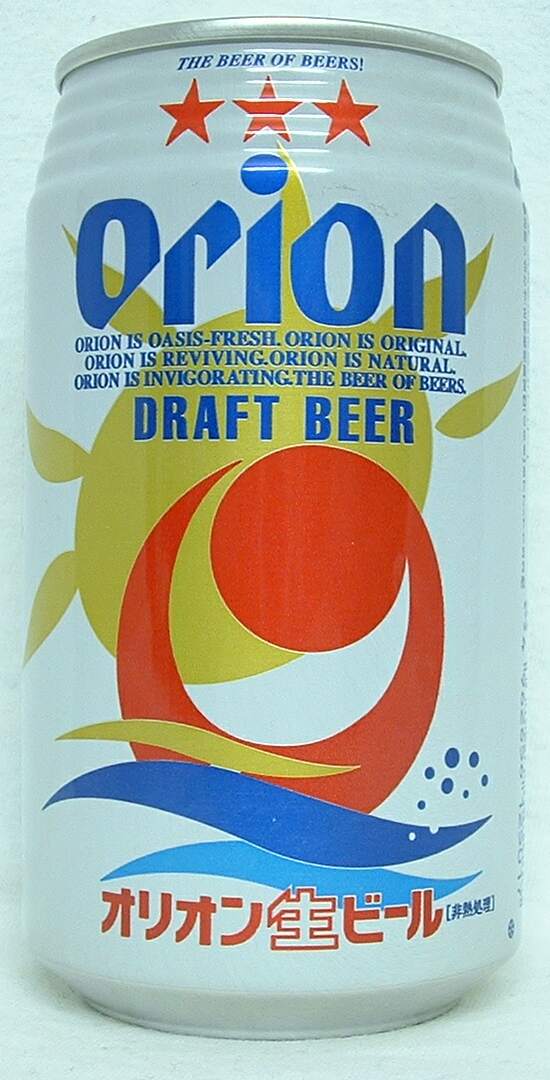 THE BEER OF BEERS!
orion
ORION IS OASIS-FRESH. ORION IS ORIGINAL.
ORION IS REVIVING.ORION IS NATURAL.
ORION IS INVIGORATING.THE BEER OF BEERS.
DRAFT BEER
オリオン生ビール[非熱処理]